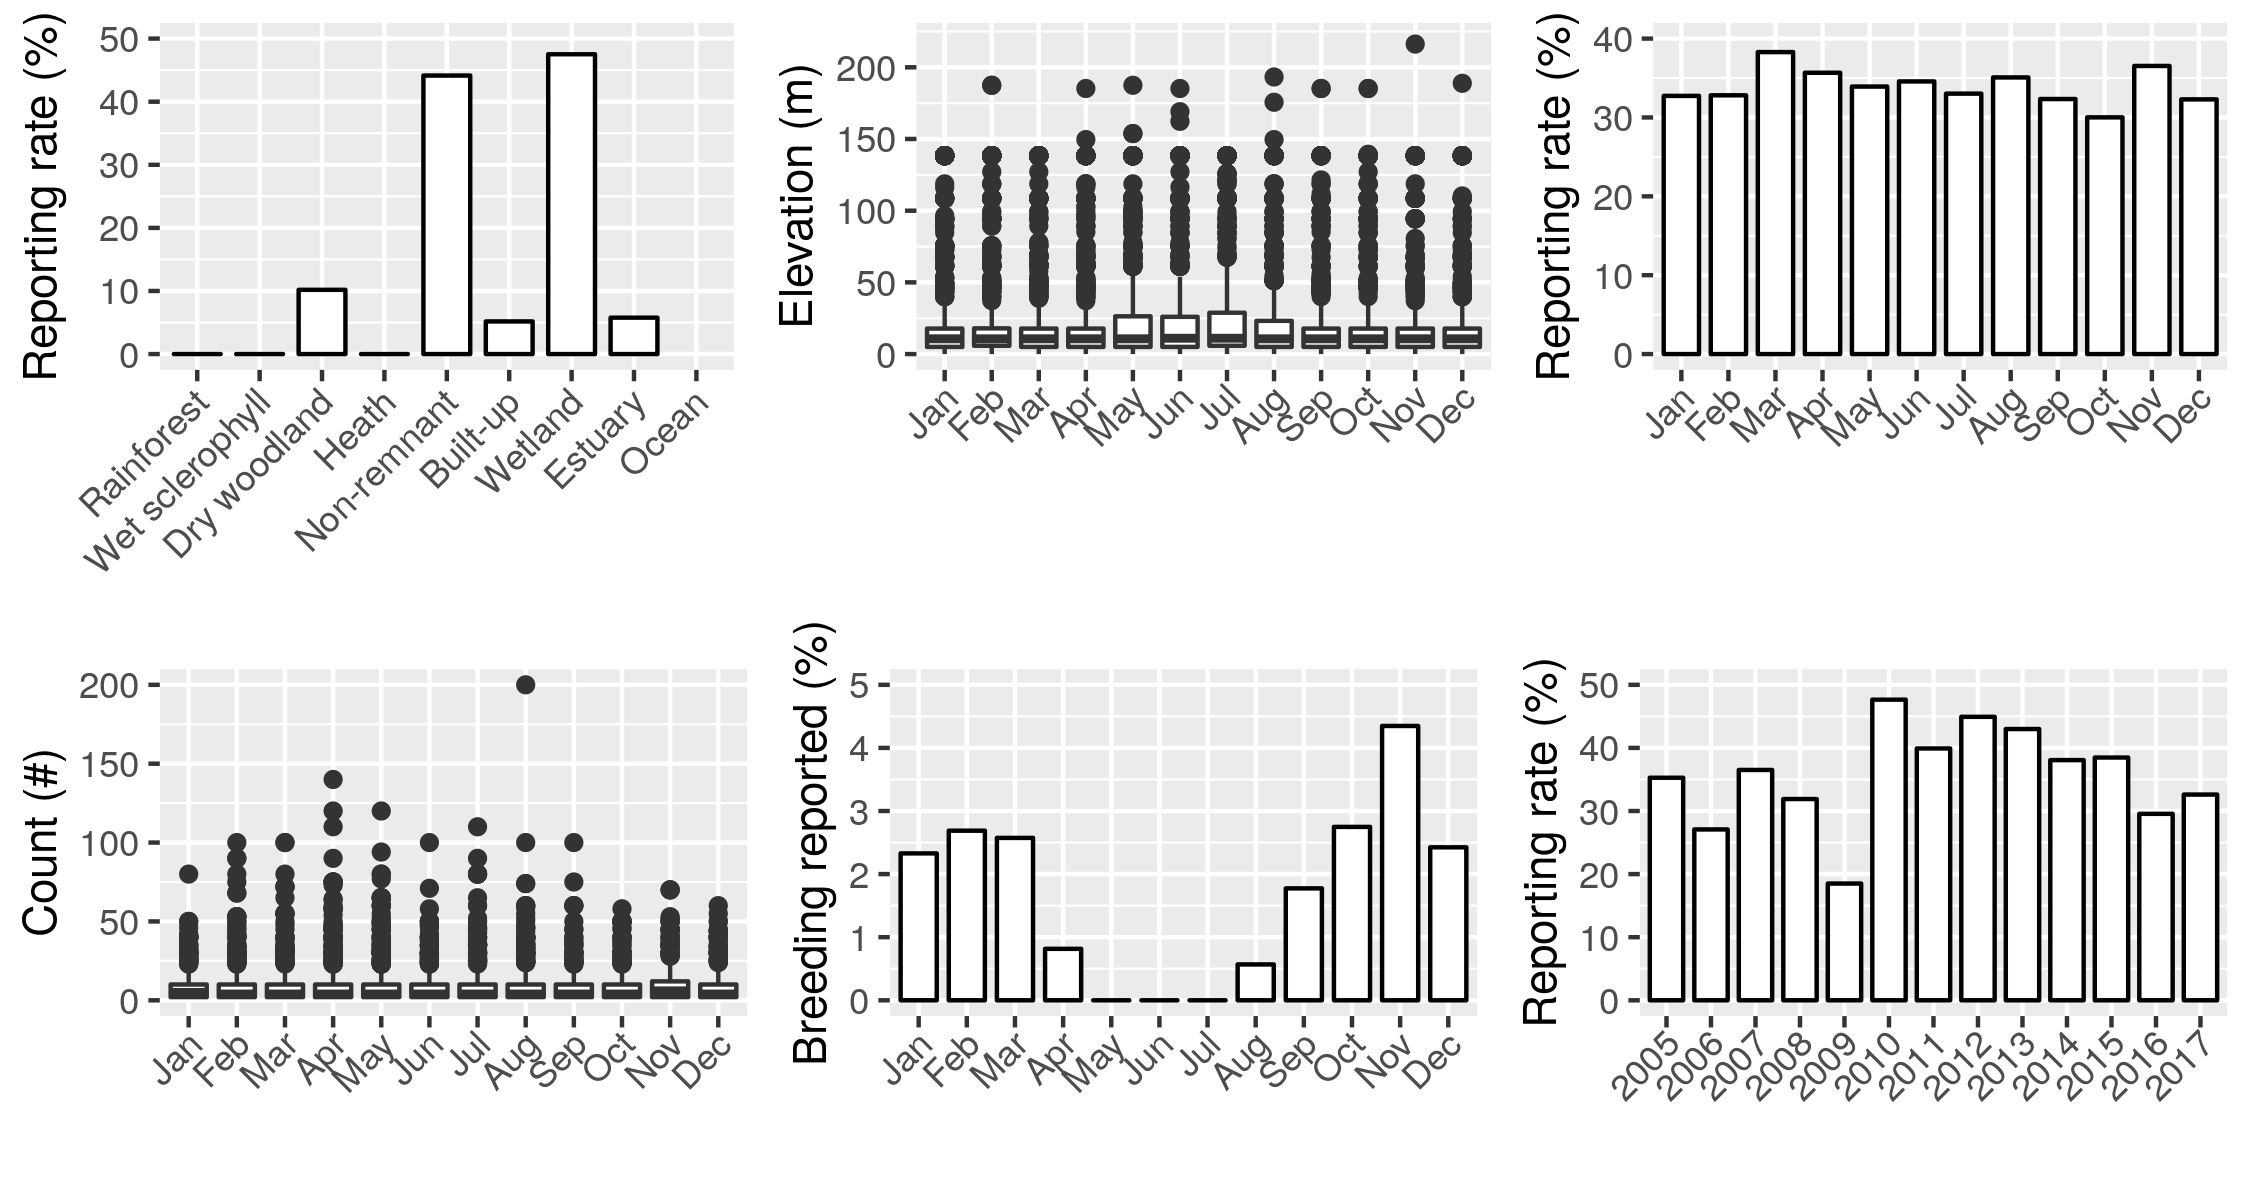 Reporting rate (%)
50
40
30
20
10
0
Rainforest
Wet sclerophyll
Dry woodland
Heath
Non-remnant
Built-up
Wetland
Estuary
Ocean
Elevation (m)
200
150
100
50
0
Jan
Feb
Mar
Apr
May
Jun
Jul
Aug
Sep
Oct
Nov
Dec
Reporting rate (%)
40
30
20
10
0
Jan
Feb
Mar
Apr
May
Jun
Jul
Aug
Sep
Oct
Nov
Dec
Count (#)
200
150
100
50
0
Jan
Feb
Mar
Apr
May
Jun
Jul
Aug
Sep
Oct
Nov
Dec
Breeding reported (%)
5
4
3
2
1
0
Jan
Feb
Mar
Apr
May
Jun
Jul
Aug
Sep
Oct
Nov
Dec
Reporting rate (%)
50
40
30
20
10
0
2005
2006
2007
2008
2009
2010
2011
2012
2013
2014
2015
2016
2017